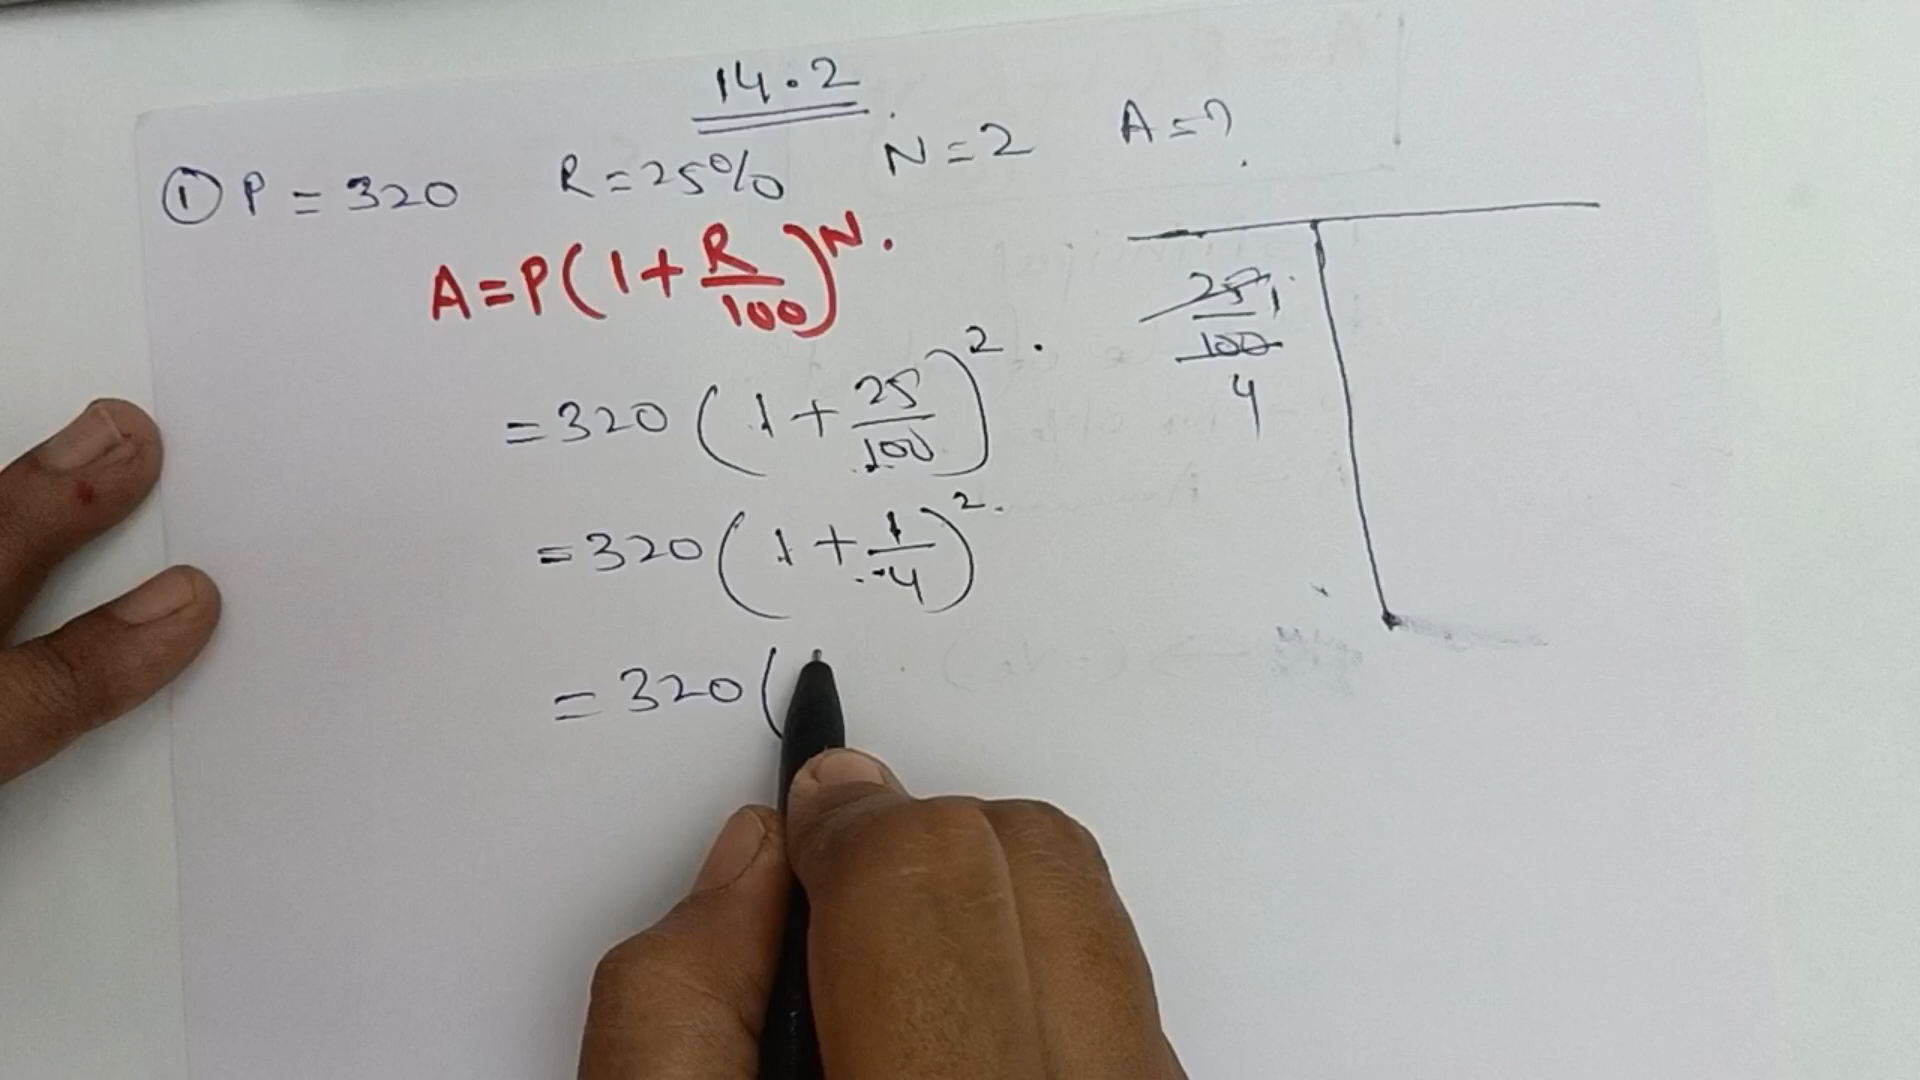 14.2
① P = 320 R = 25% N = 2 A = ?
A = P(1 + R/100)^N.
= 320 (1 + 25/100)^2.
= 320 (1 + 1/4)^2.
= 320 (
25 1
100
4